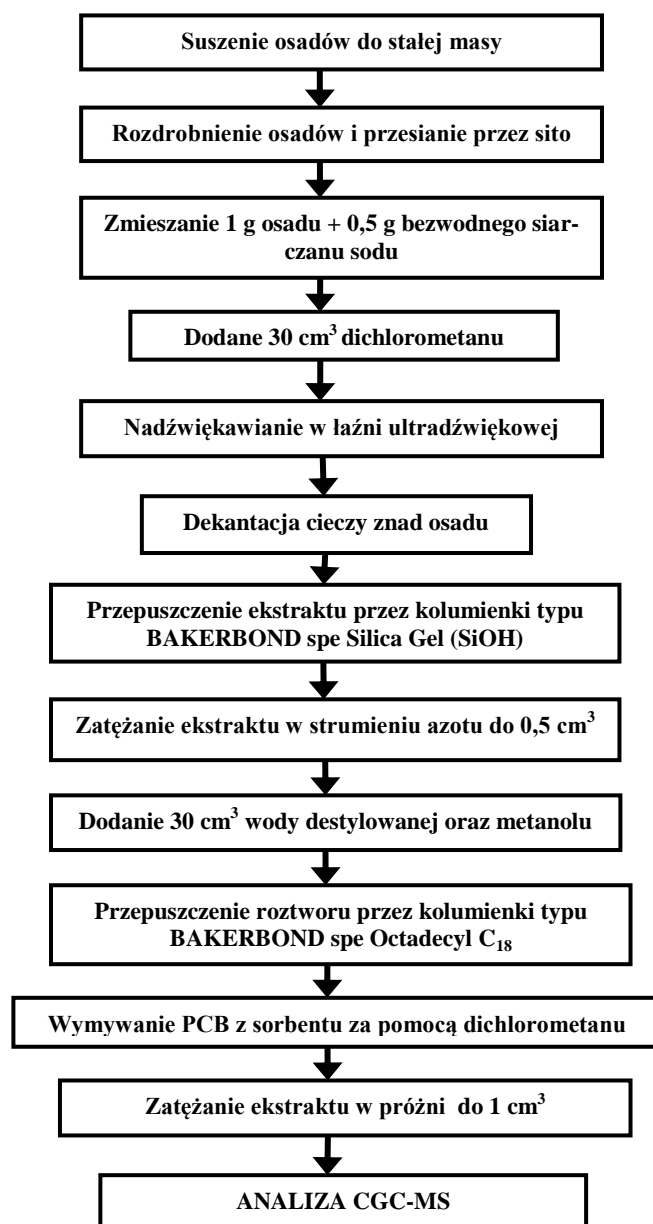 Suszenie osadów do stałej masy
Rozdrobnienie osadów i przesianie przez sito
Zmieszanie 1 g osadu + 0,5 g bezwodnego siar-
czanu sodu
Dodane 30 cm³ dichlorometanu
Nadźwiękawianie w łaźni ultradźwiękowej
Dekantacja cieczy znad osadu
Przepuszczenie ekstraktu przez kolumienki typu
BAKERBOND spe Silica Gel (SiOH)
Zatężanie ekstraktu w strumieniu azotu do 0,5 cm³
Dodanie 30 cm³ wody destylowanej oraz metanolu
Przepuszczenie roztworu przez kolumienki typu
BAKERBOND spe Octadecyl C₁₈
Wymywanie PCB z sorbentu za pomocą dichlorometanu
Zatężanie ekstraktu w próżni do 1 cm³
ANALIZA CGC-MS